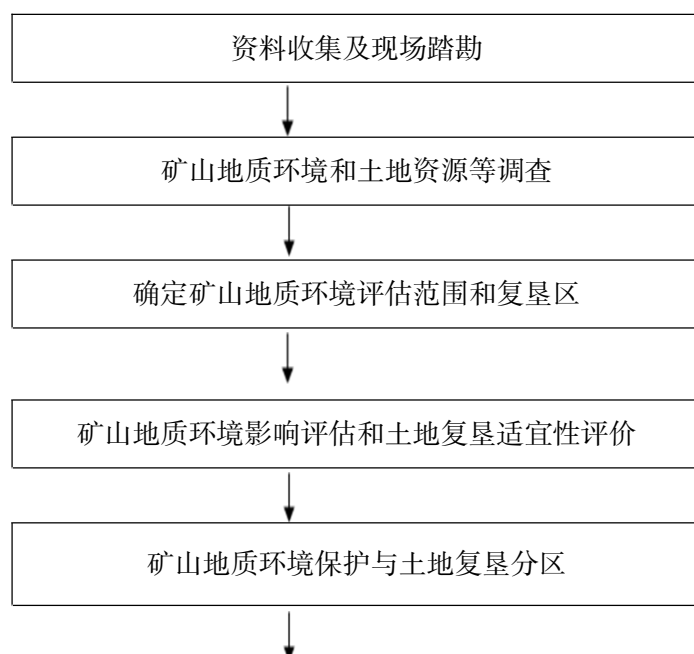 资料收集及现场踏勘
矿山地质环境和土地资源等调查
确定矿山地质环境评估范围和复垦区
矿山地质环境影响评估和土地复垦适宜性评价
矿山地质环境保护与土地复垦分区